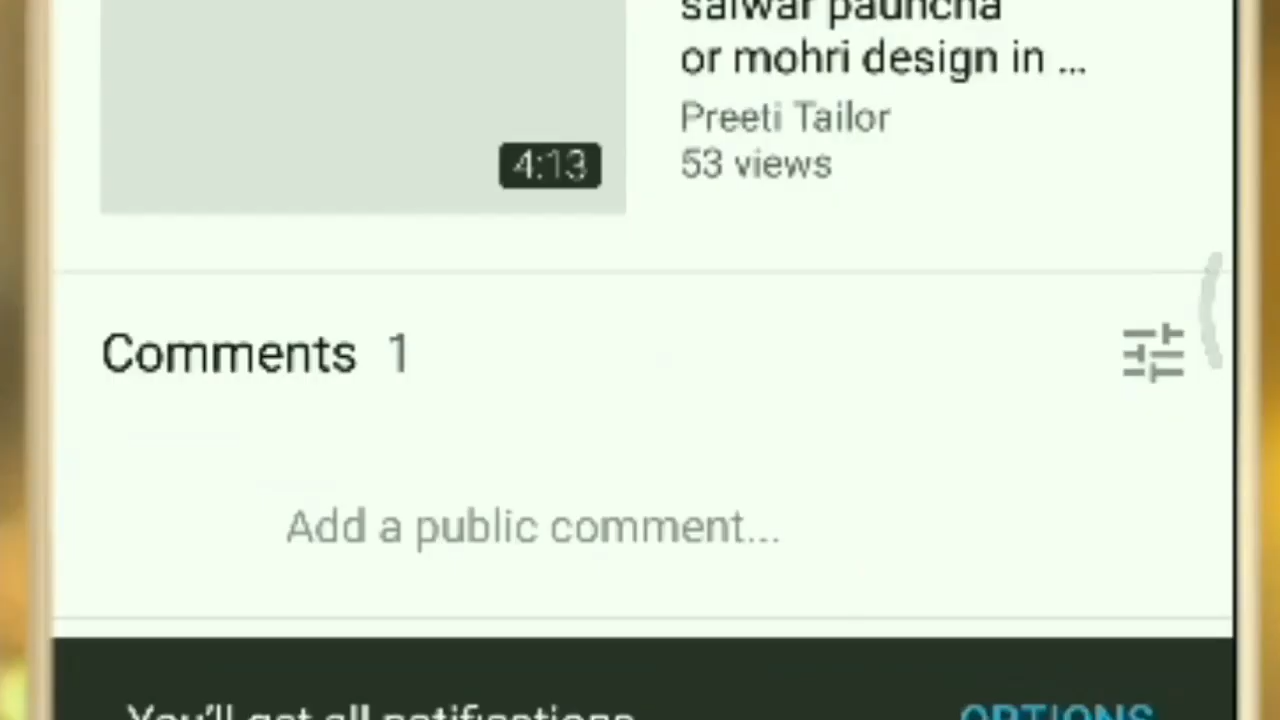 salwar pauncha
or mohri design in ...
Preeti Tailor
4:13
53 views
Comments 1
Add a public comment...
You'll get all notifications
OPTIONS